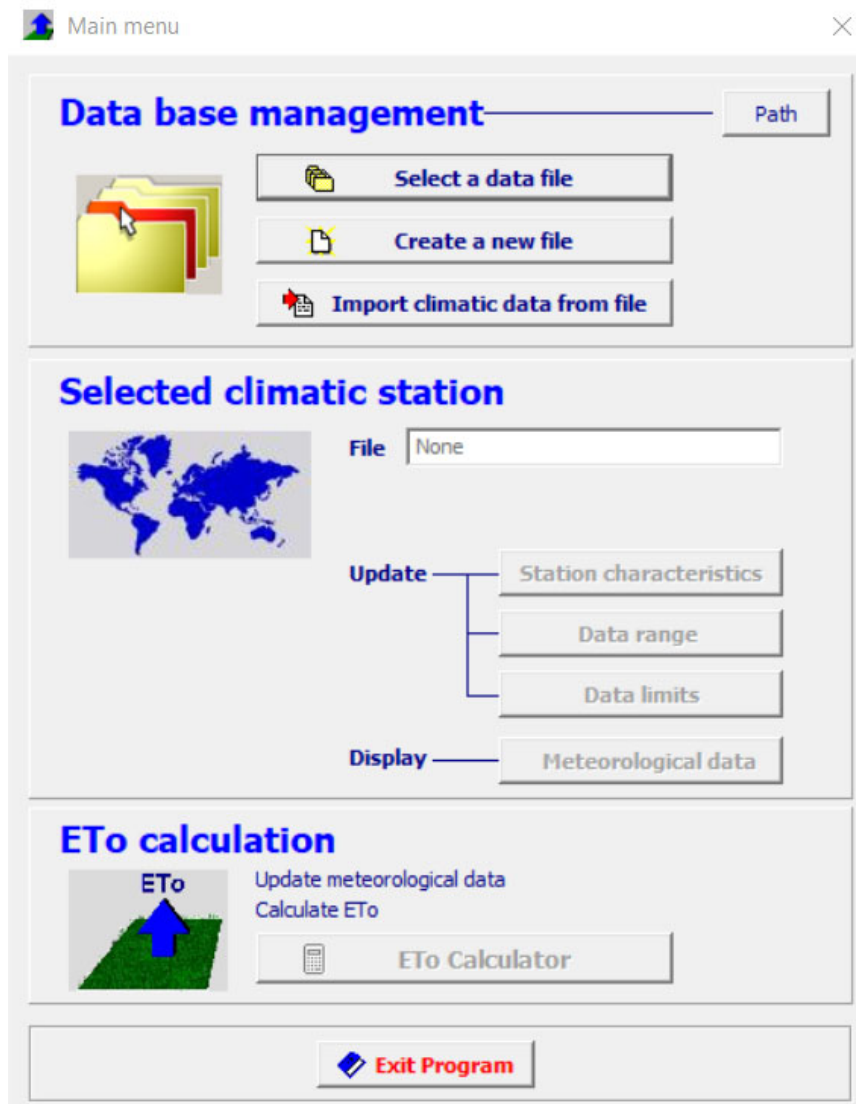 Main menu
Data base management
Path
Select a data file
Create a new file
Import climatic data from file
Selected climatic station
File
None
Update
Station characteristics
Data range
Data limits
Display
Meteorological data
ETo calculation
ETo
Update meteorological data
Calculate ETo
ETo Calculator
Exit Program